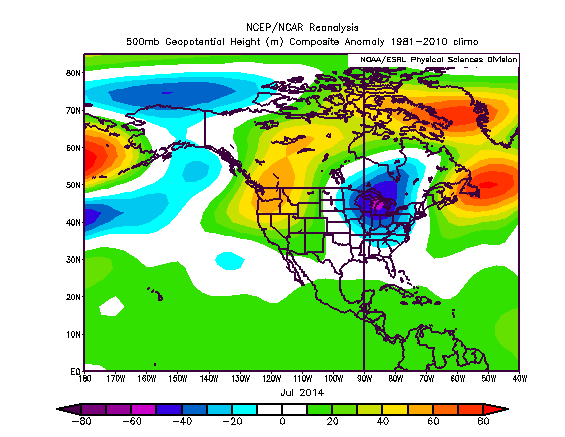 NCEP/NCAR Reanalysis
500mb Geopotential Height (m) Composite Anomaly 1981-2010 climo
NOAA/ESRL Physical Sciences Division
80N
70N
60N
50N
40N
30N
20N
10N
EQ
180 170W 160W 150W 140W 130W 120W 110W 100W 90W 80W 70W 60W 50W 40W
Jul 2014
-80 -60 -40 -20 0 20 40 60 80